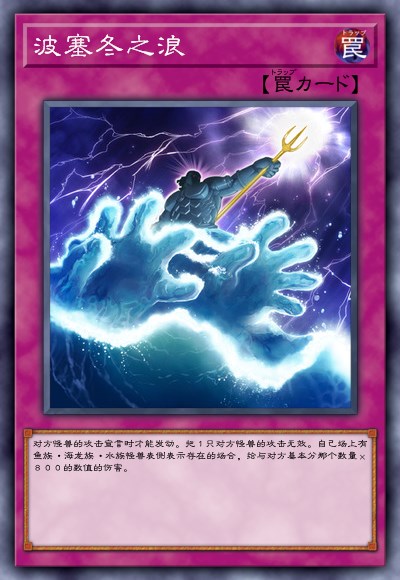 波塞冬之浪
トラップ
罠
トラップ
【罠カード】
对方怪兽的攻击宣言时才能发动。把1只对方怪兽的攻击无效。自己场上有
鱼族·海龙族·水族怪兽表侧表示存在的场合，给与对方基本分那个数量×
800的数值的伤害。